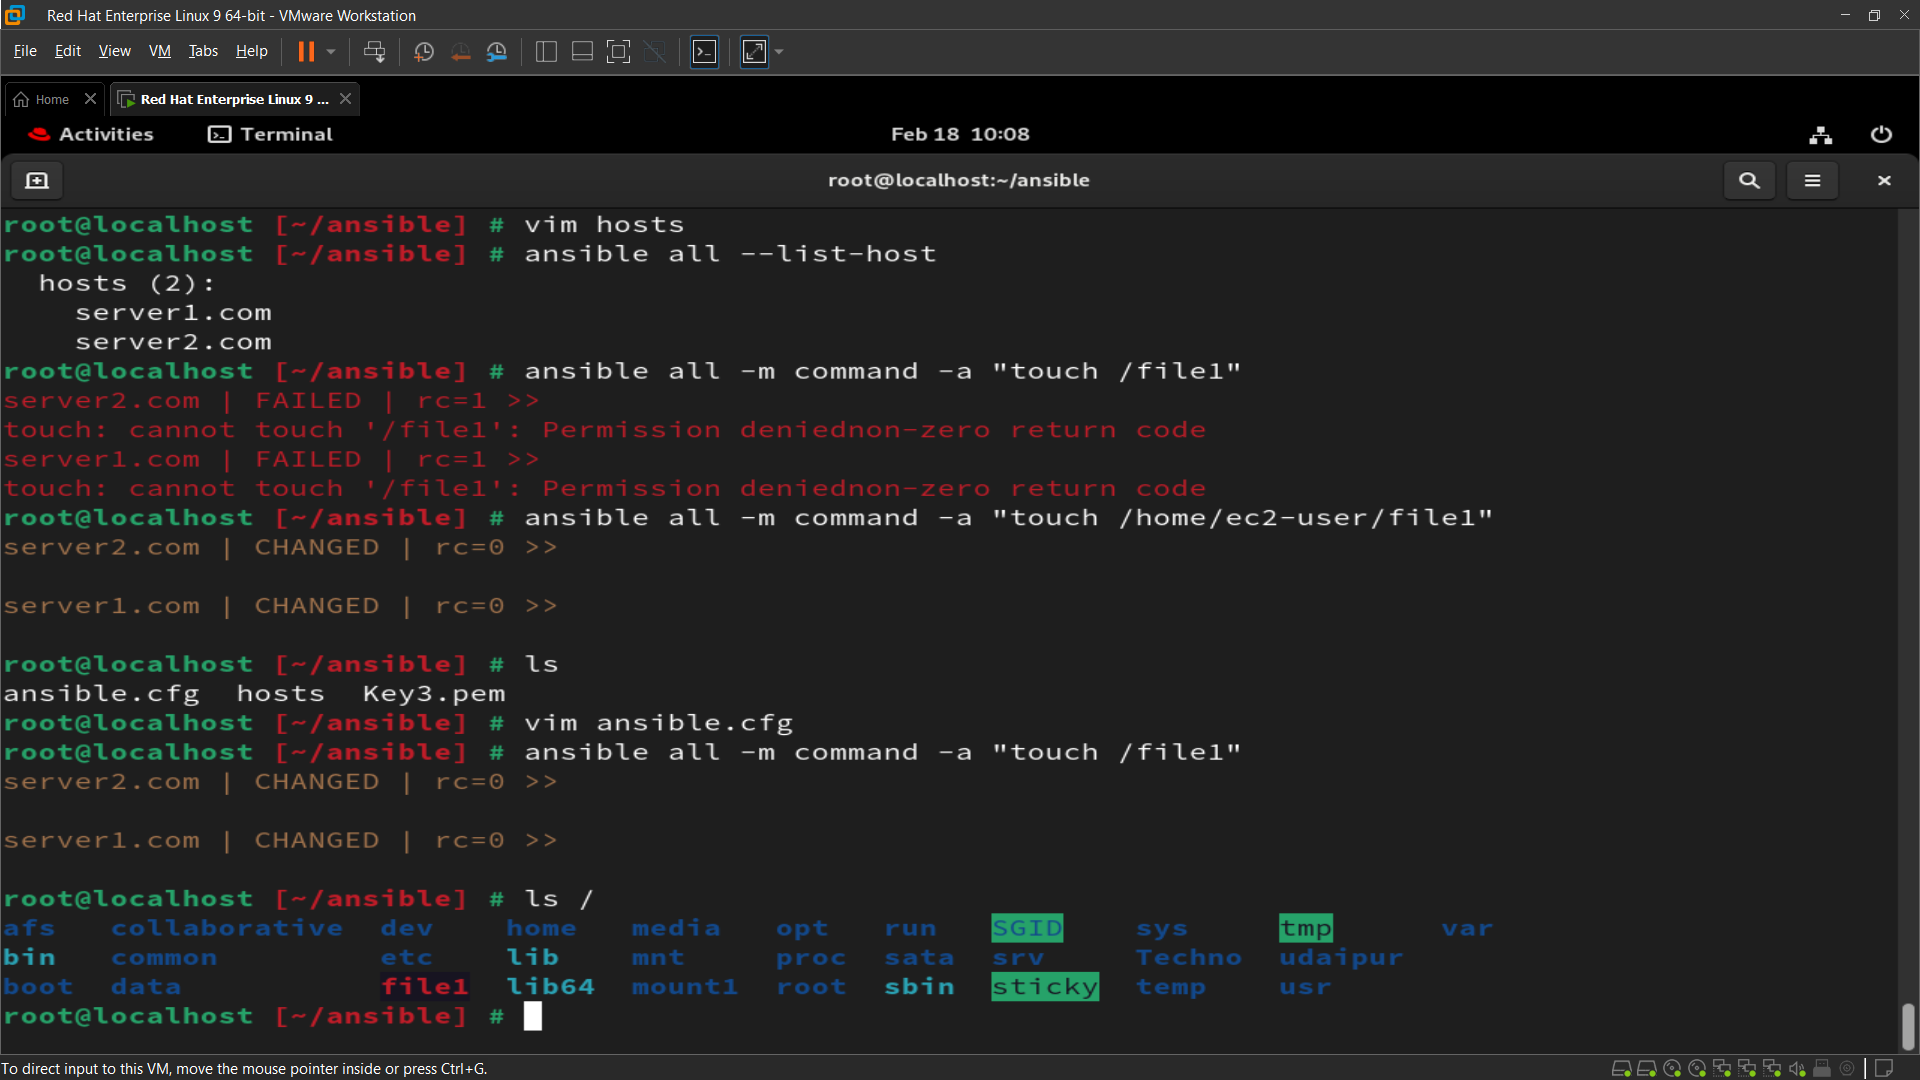 Red Hat Enterprise Linux 9 64-bit - VMware Workstation
File Edit View VM Tabs Help
Home Red Hat Enterprise Linux 9 ...
Activities Terminal Feb 18 10:08
root@localhost:~/ansible
root@localhost [~/ansible] # vim hosts
root@localhost [~/ansible] # ansible all --list-host
hosts (2):
server1.com
server2.com
root@localhost [~/ansible] # ansible all -m command -a "touch /file1"
server2.com | FAILED | rc=1 >>
touch: cannot touch '/file1': Permission deniednon-zero return code
server1.com | FAILED | rc=1 >>
touch: cannot touch '/file1': Permission deniednon-zero return code
root@localhost [~/ansible] # ansible all -m command -a "touch /home/ec2-user/file1"
server2.com | CHANGED | rc=0 >>
server1.com | CHANGED | rc=0 >>
root@localhost [~/ansible] # ls
ansible.cfg hosts Key3.pem
root@localhost [~/ansible] # vim ansible.cfg
root@localhost [~/ansible] # ansible all -m command -a "touch /file1"
server2.com | CHANGED | rc=0 >>
server1.com | CHANGED | rc=0 >>
root@localhost [~/ansible] # ls /
afs collaborative dev home media opt run SGID sys tmp var
bin common etc lib mnt proc sata srv Techno udaipur
boot data file1 lib64 mount1 root sbin sticky temp usr
root@localhost [~/ansible] #
To direct input to this VM, move the mouse pointer inside or press Ctrl+G.